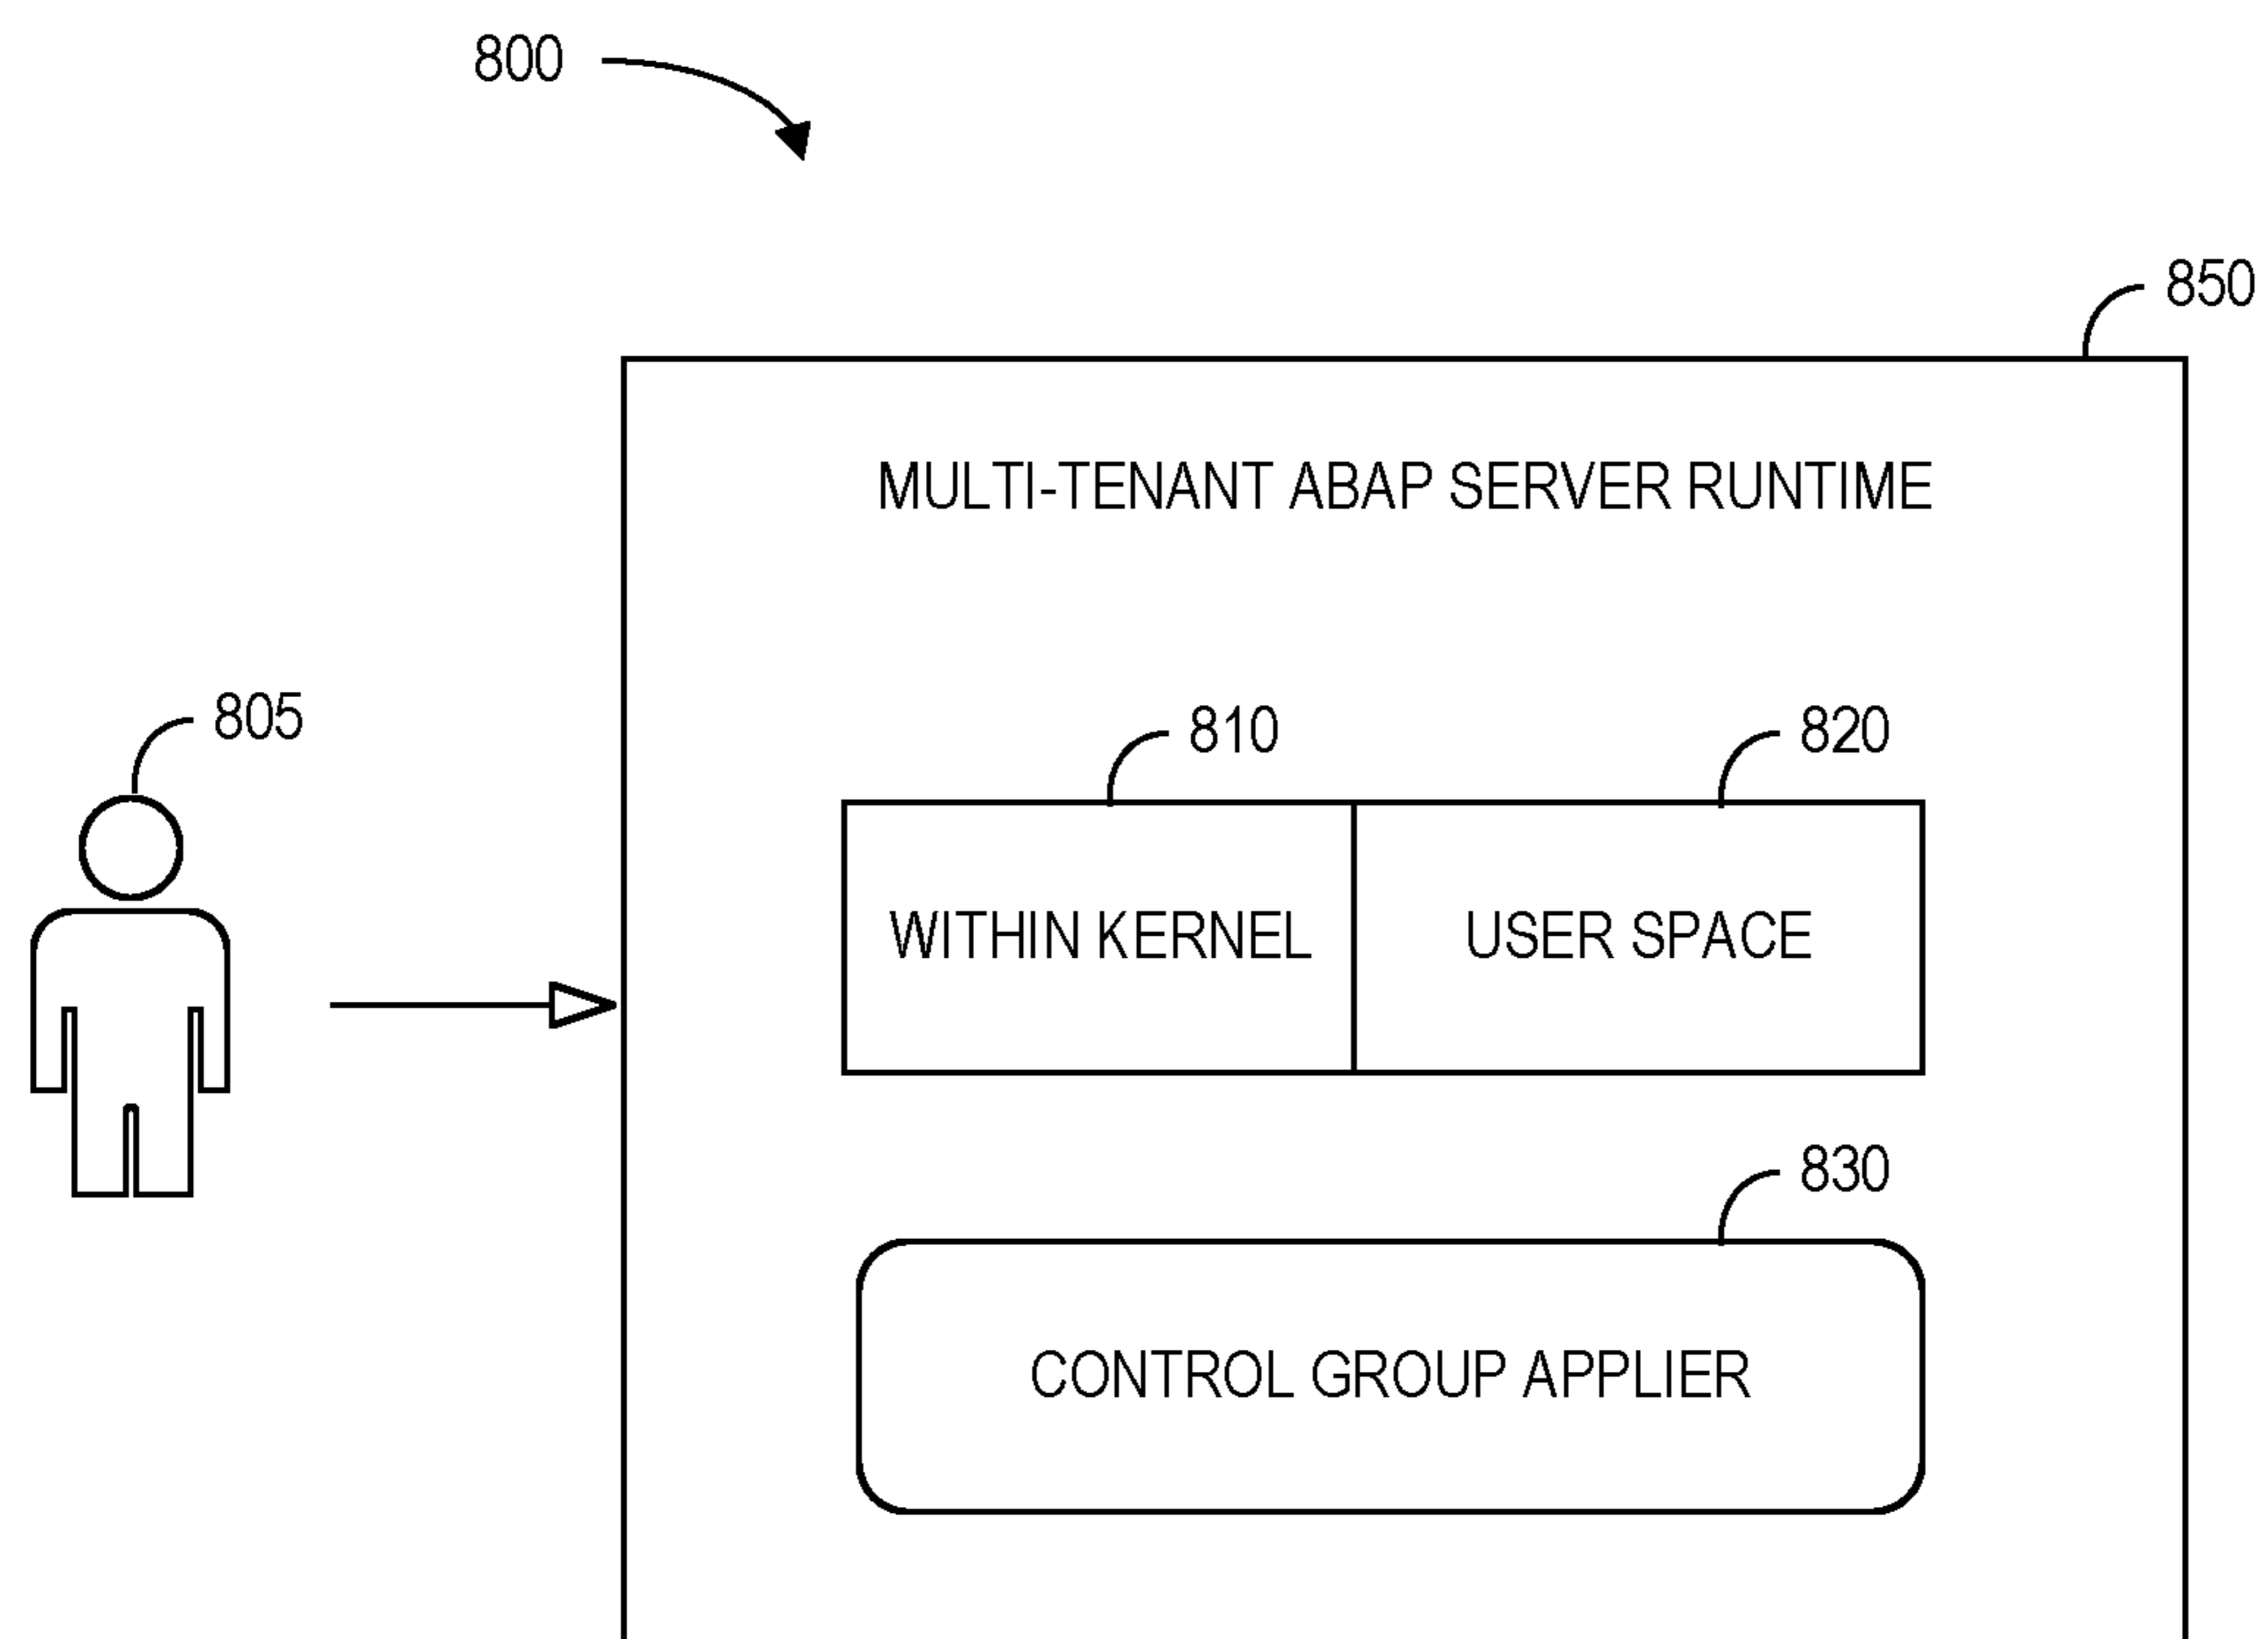 800
850
MULTI-TENANT ABAP SERVER RUNTIME
805
810
820
WITHIN KERNEL
USER SPACE
830
CONTROL GROUP APPLIER